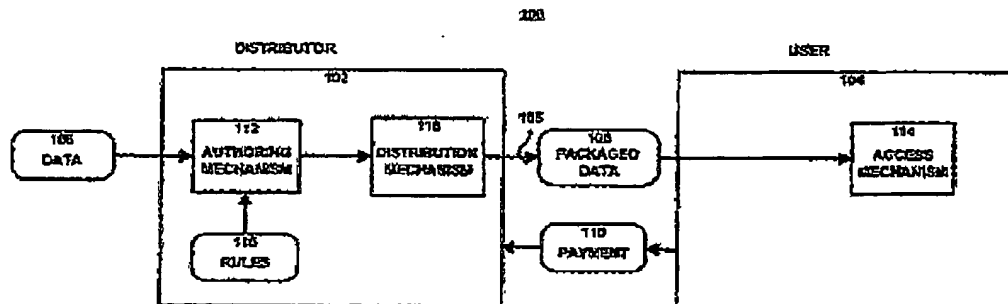 100
DISTRIBUTOR
USER
102
104
106
DATA
112
AUTHORING
MECHANISM
118
DISTRIBUTION
MECHANISM
105
108
PACKAGED
DATA
114
ACCESS
MECHANISM
116
RULES
110
PAYMENT